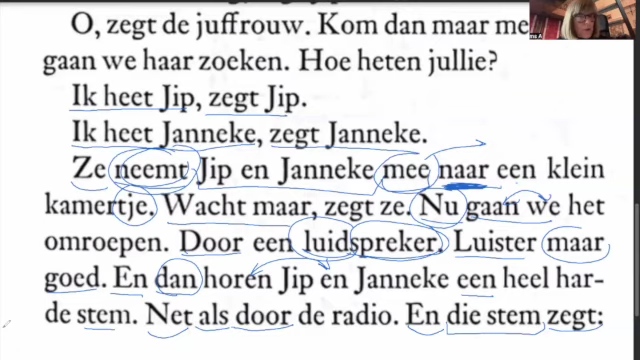 O, zegt de juffrouw. Kom dan maar me
gaan we haar zoeken. Hoe heten jullie?
Ik heet Jip, zegt Jip.
Ik heet Janneke, zegt Janneke.
Ze neemt Jip en Janneke mee naar een klein
kamertje. Wacht maar, zegt ze. Nu gaan we het
omroepen. Door een luidspreker. Luister maar
goed. En dan horen Jip en Janneke een heel har-
de stem. Net als door de radio. En die stem zegt: